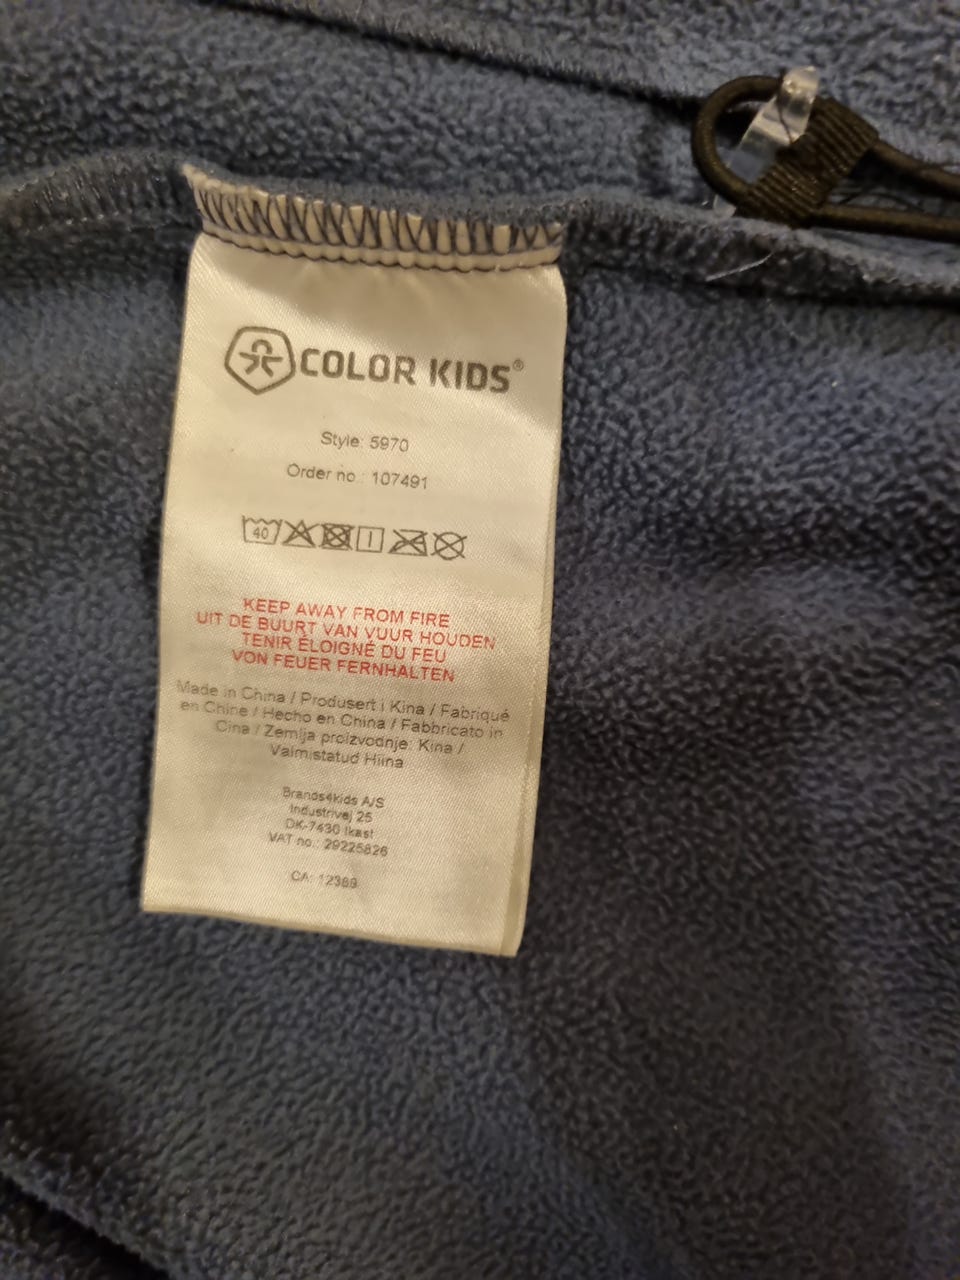 COLOR KIDS®
Style: 5970
Order no.: 107491
40
KEEP AWAY FROM FIRE
UIT DE BUURT VAN VUUR HOUDEN
TENIR ÉLOIGNÉ DU FEU
VON FEUER FERNHALTEN
Made in China / Produsert i Kina / Fabriqué
en Chine / Hecho en China / Fabbricato in
Cina / Zemlja proizvodnje: Kina /
Valmistatud Hiina
Brands4kids A/S
Industrivej 25
DK-7430 Ikast
VAT no.: 29225826
CA: 12389